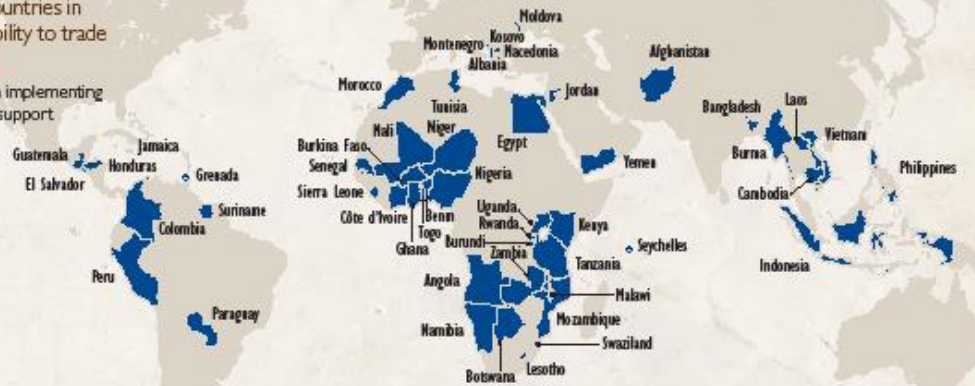 ountries in
bility to trade
implementing
support
Guatemala
El Salvador
Honduras
Jamaica
Grenada
Suriname
Colombia
Peru
Paraguay
Moldova
Kosovo
Montenegro
Macedonia
Albania
Morocco
Tunisia
Jordan
Egypt
Mali
Niger
Burkina Faso
Senegal
Sierra Leone
Côte d'Ivoire
Ghana
Togo
Benin
Nigeria
Yemen
Uganda
Rwanda
Burundi
Kenya
Zambia
Tanzania
Seychelles
Angola
Malawi
Mozambique
Namibia
Swaziland
Lesotho
Botswana
Afghanistan
Bangladesh
Laos
Burma
Vietnam
Cambodia
Philippines
Indonesia